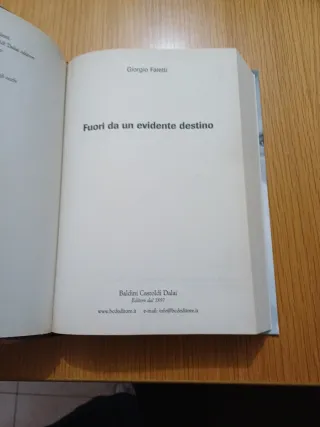 Giorgio Faletti
Fuori da un evidente destino
Baldini Castoldi Dalai
Editore dal 1897
www.bcdeditore.it e-mail: info@bcdeditore.it